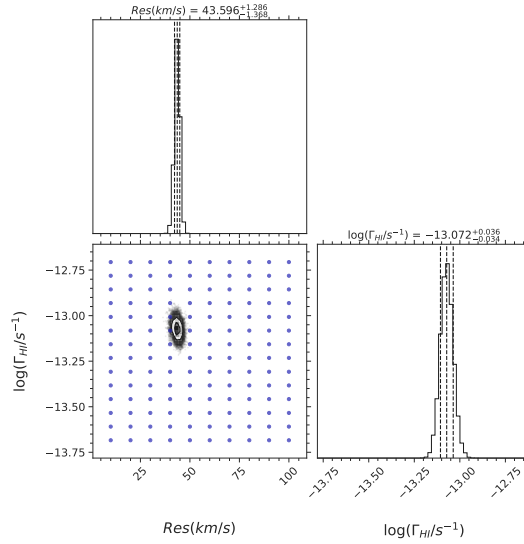 Res(km/s) = 43.596^{+1.286}_{-1.368}
−12.75
−13.00
−13.25
−13.50
−13.75
log(Γ_{HI}/s^{-1})
25
50
75
100
Res(km/s)
log(Γ_{HI}/s^{-1}) = −13.072^{+0.036}_{-0.034}
−13.75
−13.50
−13.25
−13.00
−12.75
log(Γ_{HI}/s^{-1})